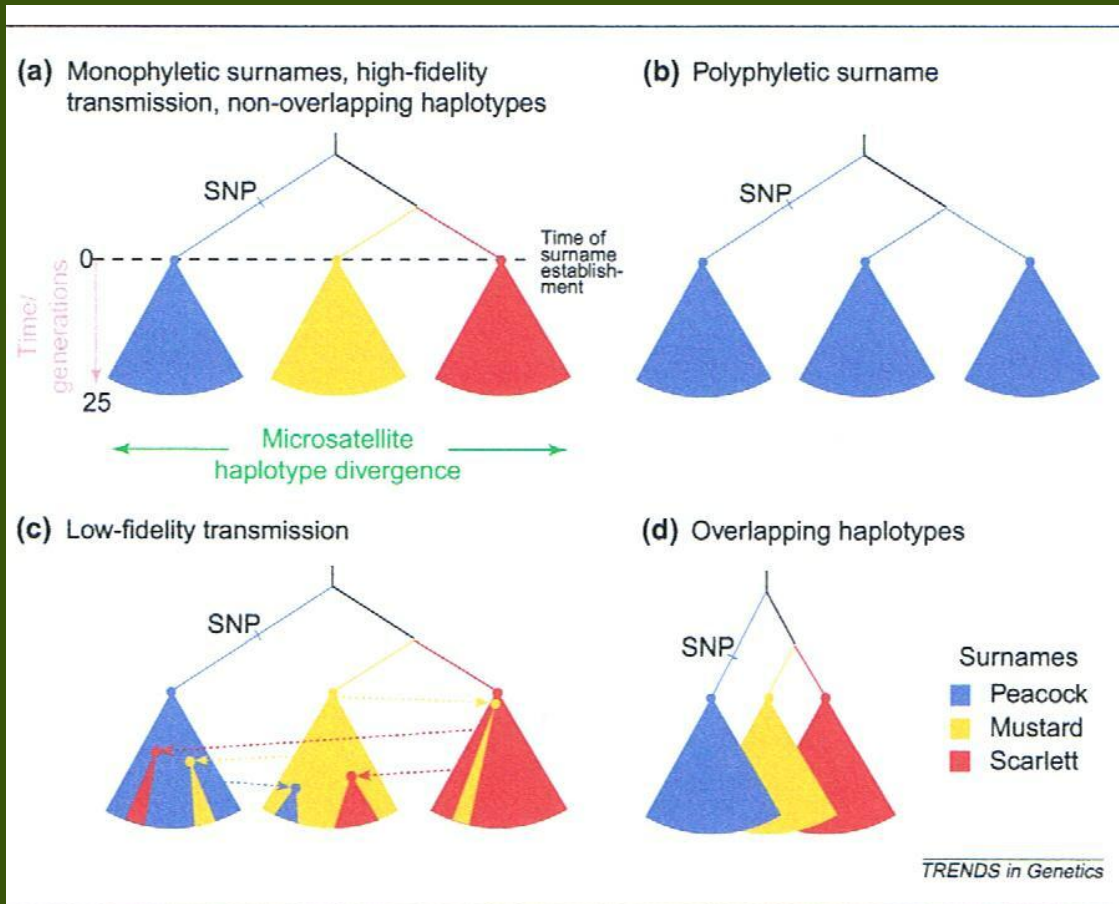 (a) Monophyletic surnames, high-fidelity
transmission, non-overlapping haplotypes
SNP
0
Time of
surname
establish-
ment
Time/
generations
25
Microsatellite
haplotype divergence
(b) Polyphyletic surname
SNP
(c) Low-fidelity transmission
SNP
(d) Overlapping haplotypes
SNP
Surnames
Peacock
Mustard
Scarlett
TRENDS in Genetics